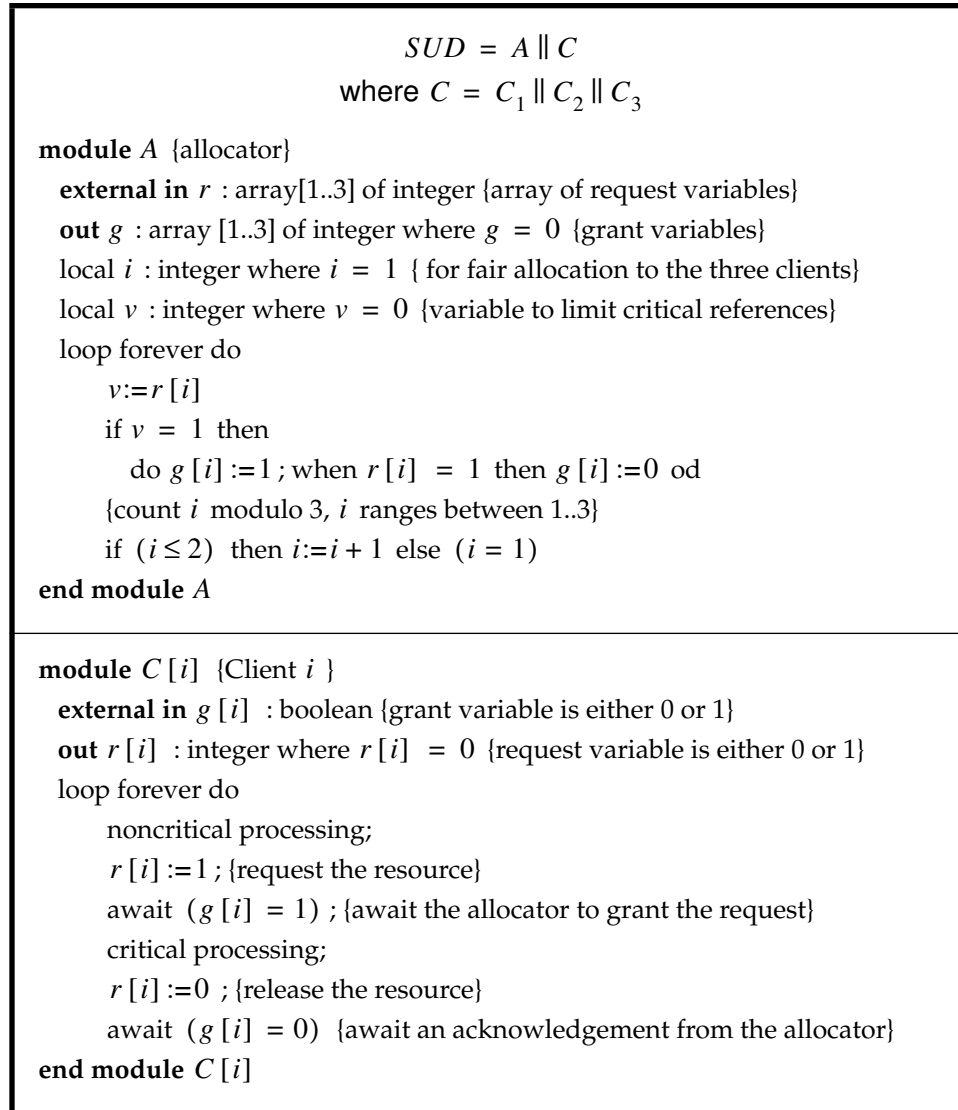 SUD = A || C
where C = C₁ || C₂ || C₃
module A {allocator}
external in r : array[1..3] of integer {array of request variables}
out g : array [1..3] of integer where g = 0 {grant variables}
local i : integer where i = 1 { for fair allocation to the three clients}
local v : integer where v = 0 {variable to limit critical references}
loop forever do
v:=r [i]
if v = 1 then
do g [i] :=1 ; when r [i] = 1 then g [i] :=0 od
{count i modulo 3, i ranges between 1..3}
if (i ≤ 2) then i:=i + 1 else (i = 1)
end module A
module C [i] {Client i }
external in g [i] : boolean {grant variable is either 0 or 1}
out r [i] : integer where r [i] = 0 {request variable is either 0 or 1}
loop forever do
noncritical processing;
r [i] :=1 ; {request the resource}
await (g [i] = 1) ; {await the allocator to grant the request}
critical processing;
r [i] :=0 ; {release the resource}
await (g [i] = 0) {await an acknowledgement from the allocator}
end module C [i]